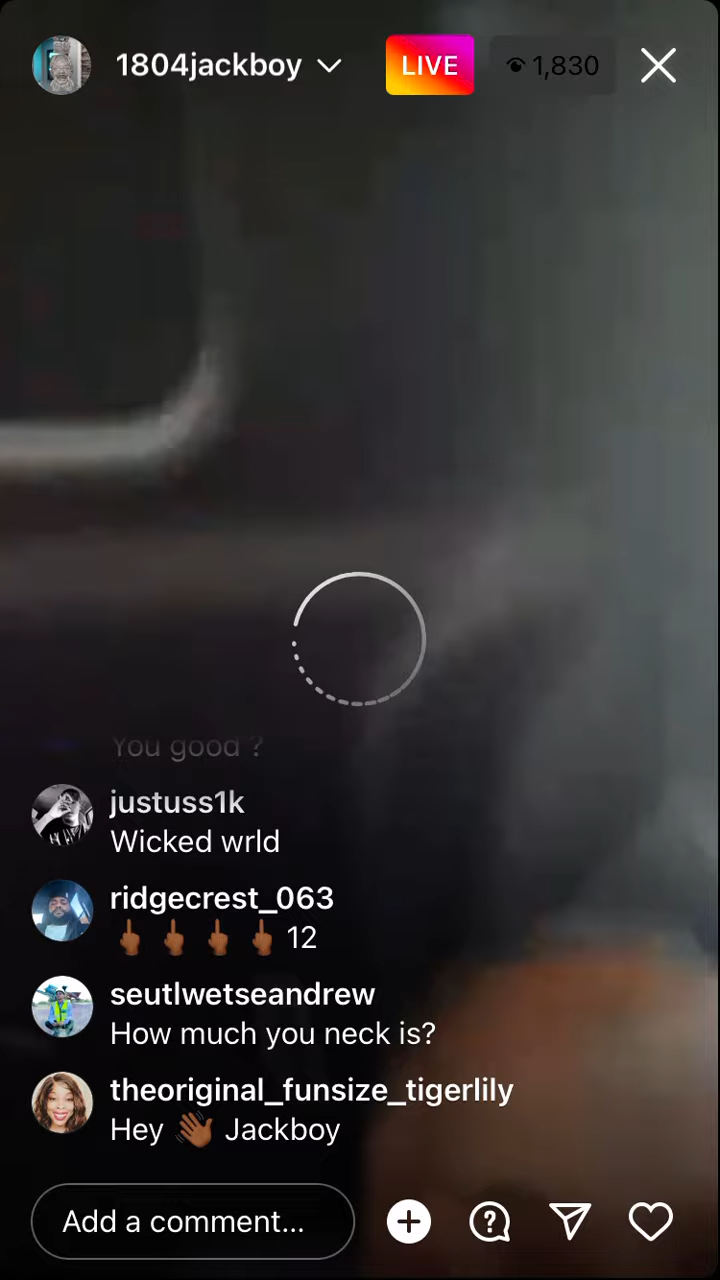 1804jackboy
LIVE
1,830
You good ?
justuss1k
Wicked wrld
ridgecrest_063
🖕🏾 🖕🏾 🖕🏾 🖕🏾 12
seutlwetseandrew
How much you neck is?
theoriginal_funsize_tigerlily
Hey 👋🏾 Jackboy
Add a comment...